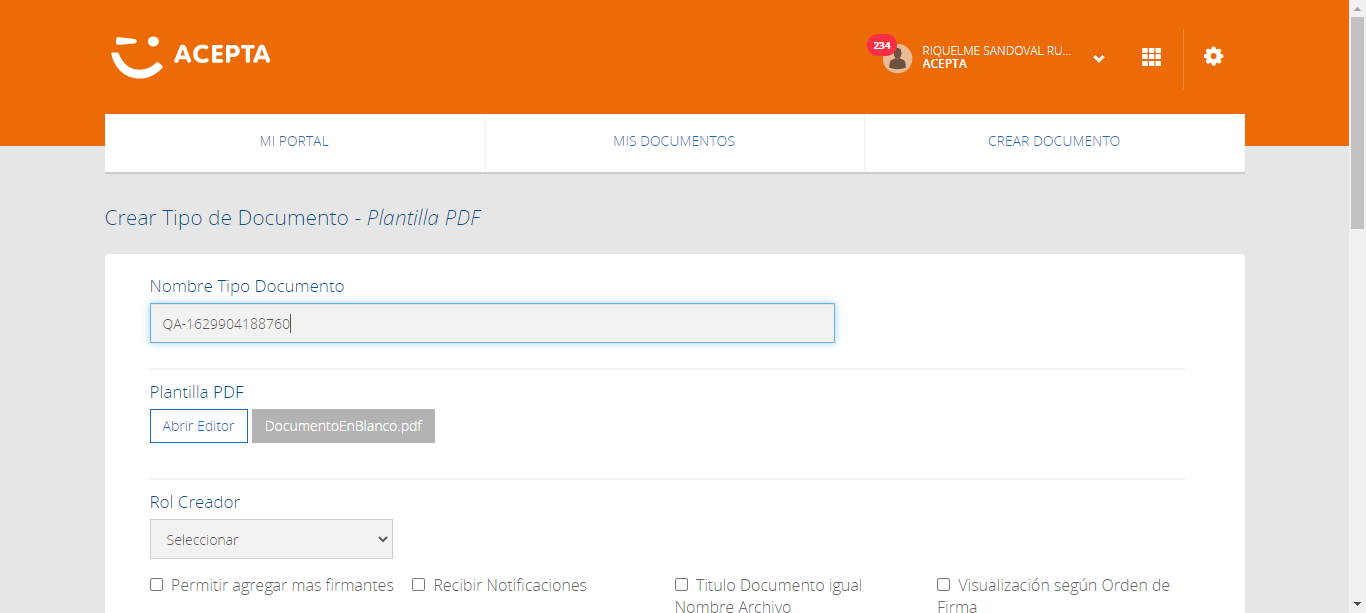 ACEPTA
234
RIQUELME SANDOVAL RU...
ACEPTA
MI PORTAL
MIS DOCUMENTOS
CREAR DOCUMENTO
Crear Tipo de Documento - Plantilla PDF
Nombre Tipo Documento
QA-1629904188760
Plantilla PDF
Abrir Editor
DocumentoEnBlanco.pdf
Rol Creador
Seleccionar
Permitir agregar mas firmantes
Recibir Notificaciones
Titulo Documento igual
Nombre Archivo
Visualización según Orden de
Firma